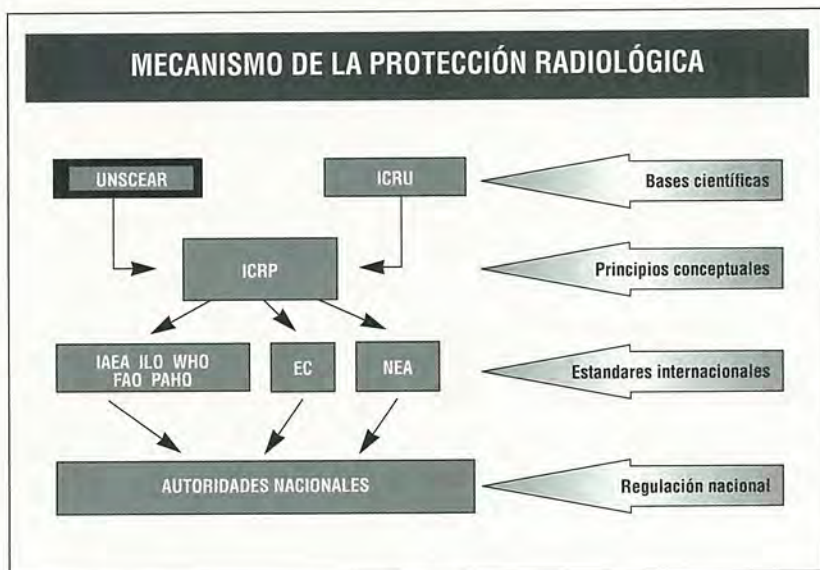 MECANISMO DE LA PROTECCIÓN RADIOLÓGICA
UNSCEAR
ICRU
Bases científicas
ICRP
Principios conceptuales
IAEA JLO WHO
FAO PAHO
EC
NEA
Estandares internacionales
AUTORIDADES NACIONALES
Regulación nacional